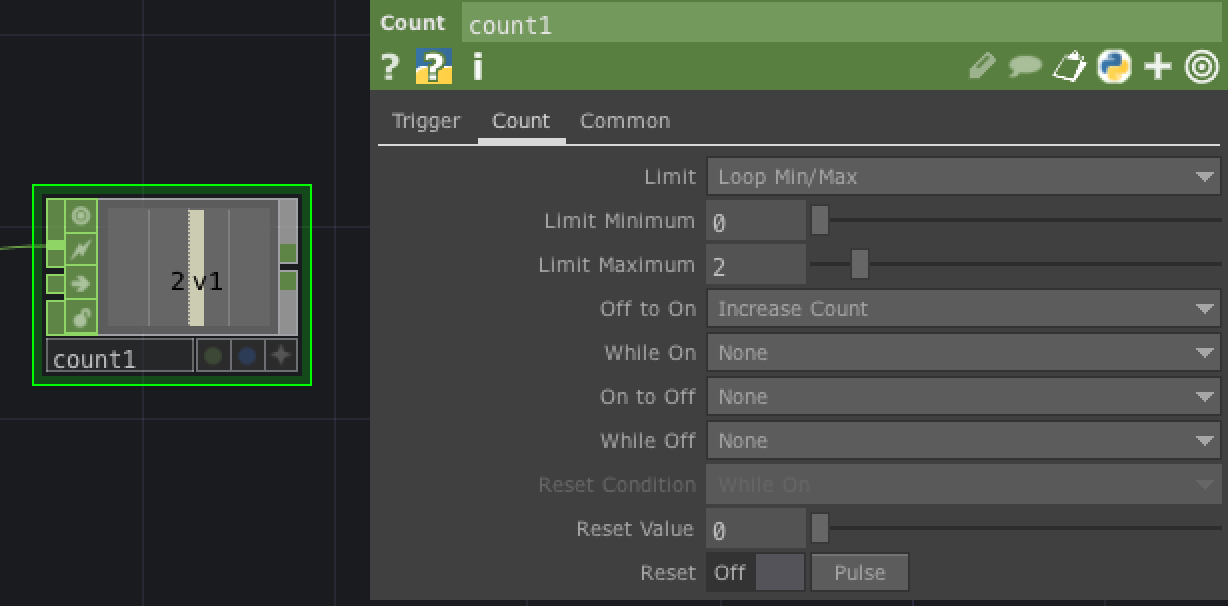 Count count1
? ? i
Trigger Count Common
Limit Loop Min/Max
Limit Minimum 0
Limit Maximum 2
Off to On Increase Count
While On None
On to Off None
While Off None
Reset Condition While On
Reset Value 0
Reset Off Pulse
2 v1
count1